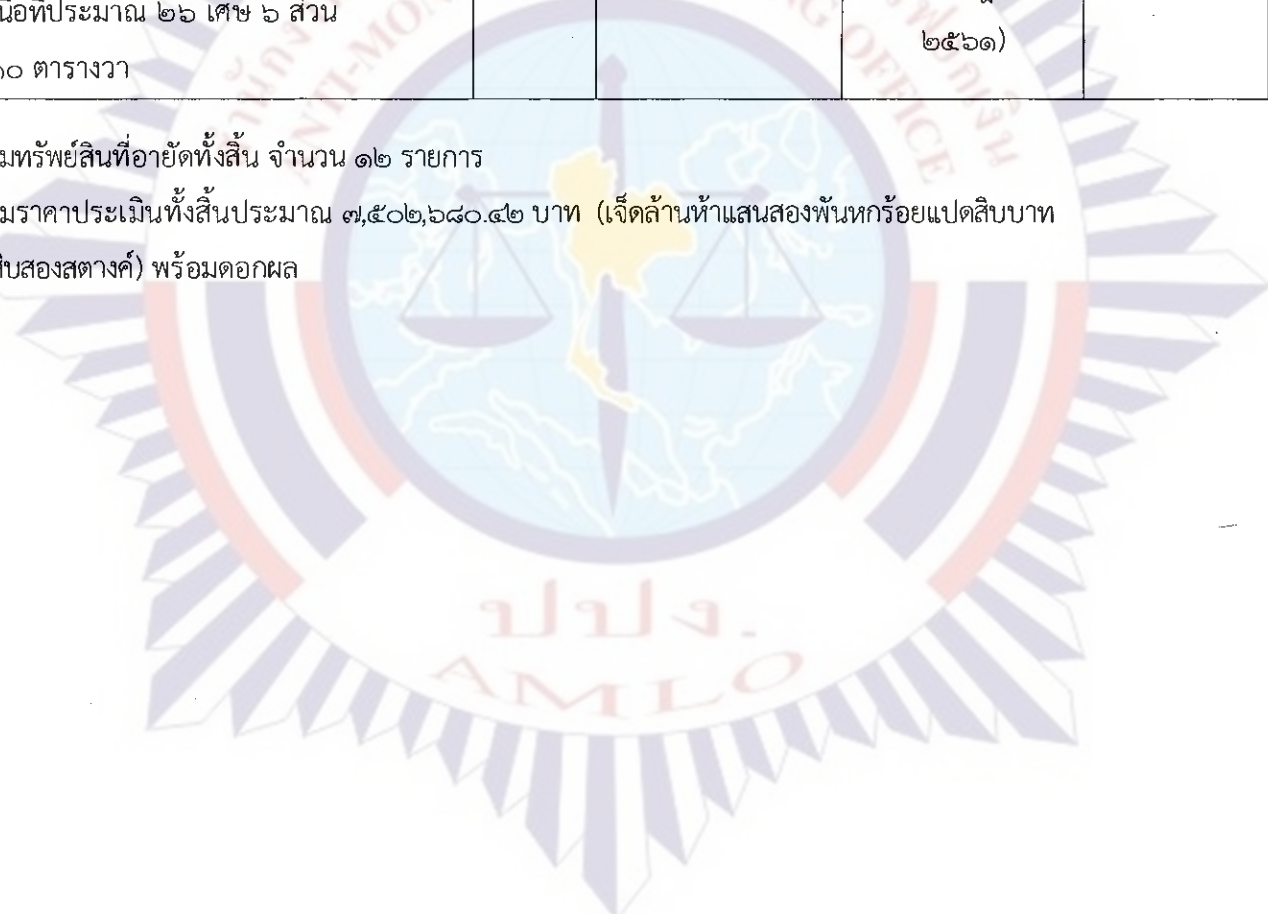 นื้อที่ประมาณ ๒๖ เศษ ๖ ส่วน
๑๐ ตารางวา
๒๕๖๑)
มทรัพย์สินที่อายัดทั้งสิ้น จำนวน ๑๒ รายการ
มราคาประเมินทั้งสิ้นประมาณ ๗,๕๐๒,๖๘๐.๔๒ บาท (เจ็ดล้านห้าแสนสองพันหกร้อยแปดสิบบาท
สิบสองสตางค์) พร้อมดอกผล
ปปง.
AMLO